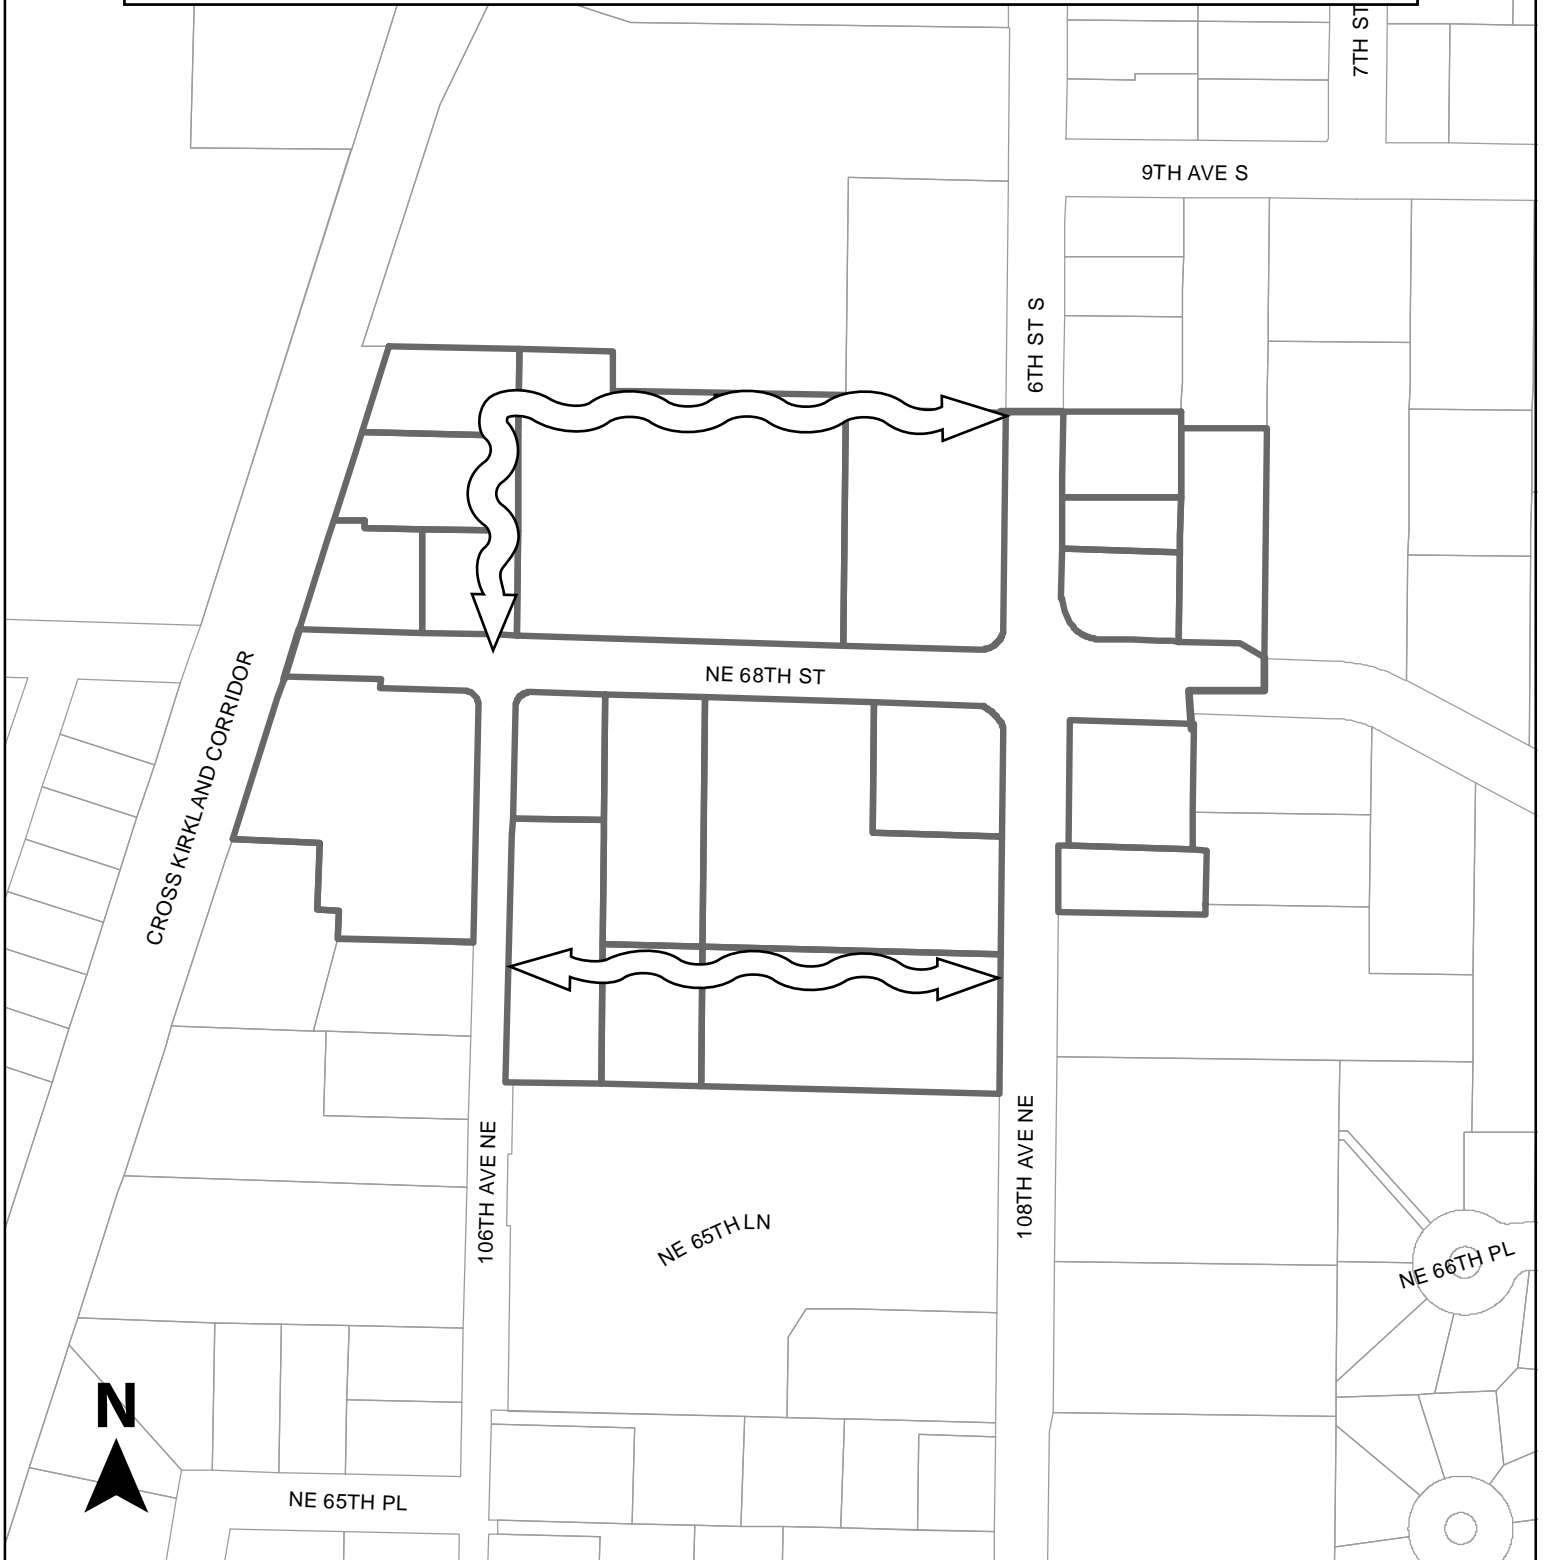 7TH ST
9TH AVE S
6TH ST S
NE 68TH ST
CROSS KIRKLAND CORRIDOR
106TH AVE NE
108TH AVE NE
NE 65TH LN
NE 66TH PL
N
NE 65TH PL